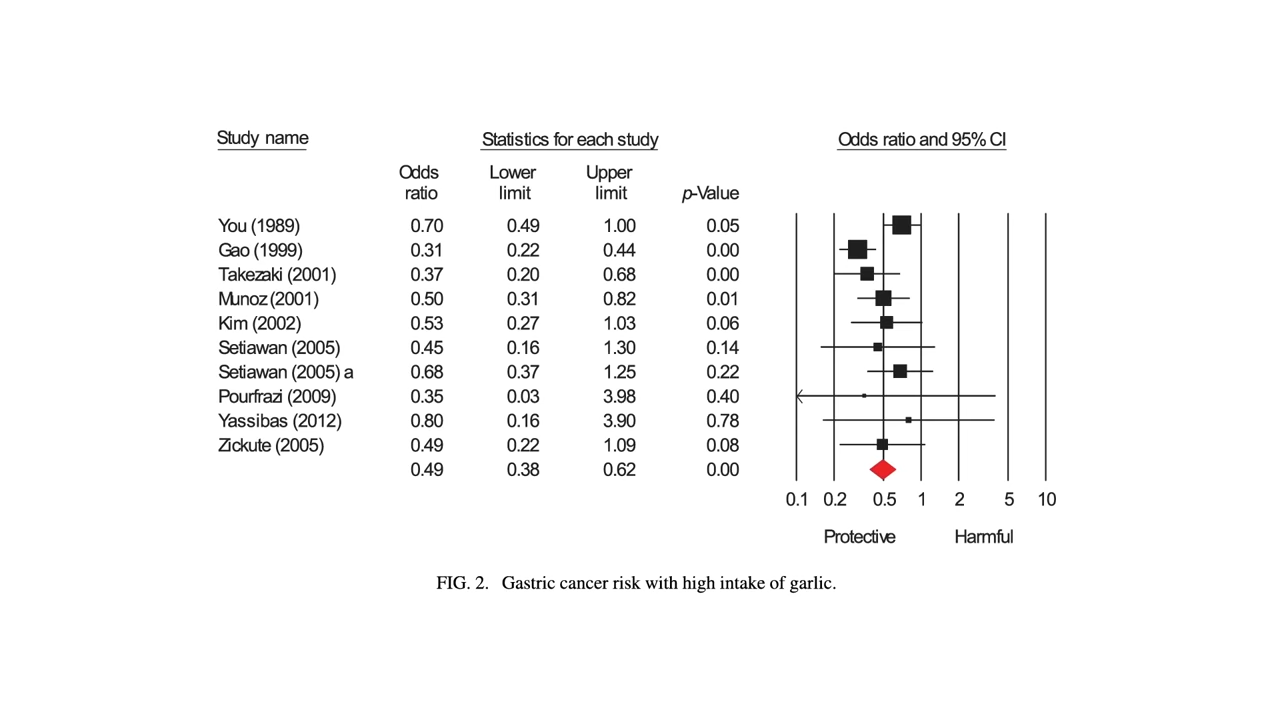 Study name Statistics for each study Odds ratio and 95% CI
Odds Lower Upper
ratio limit limit p-Value
You (1989) 0.70 0.49 1.00 0.05
Gao (1999) 0.31 0.22 0.44 0.00
Takezaki (2001) 0.37 0.20 0.68 0.00
Munoz (2001) 0.50 0.31 0.82 0.01
Kim (2002) 0.53 0.27 1.03 0.06
Setiawan (2005) 0.45 0.16 1.30 0.14
Setiawan (2005) a 0.68 0.37 1.25 0.22
Pourfrazi (2009) 0.35 0.03 3.98 0.40
Yassibas (2012) 0.80 0.16 3.90 0.78
Zickute (2005) 0.49 0.22 1.09 0.08
0.49 0.38 0.62 0.00
0.1 0.2 0.5 1 2 5 10
Protective Harmful
FIG. 2. Gastric cancer risk with high intake of garlic.